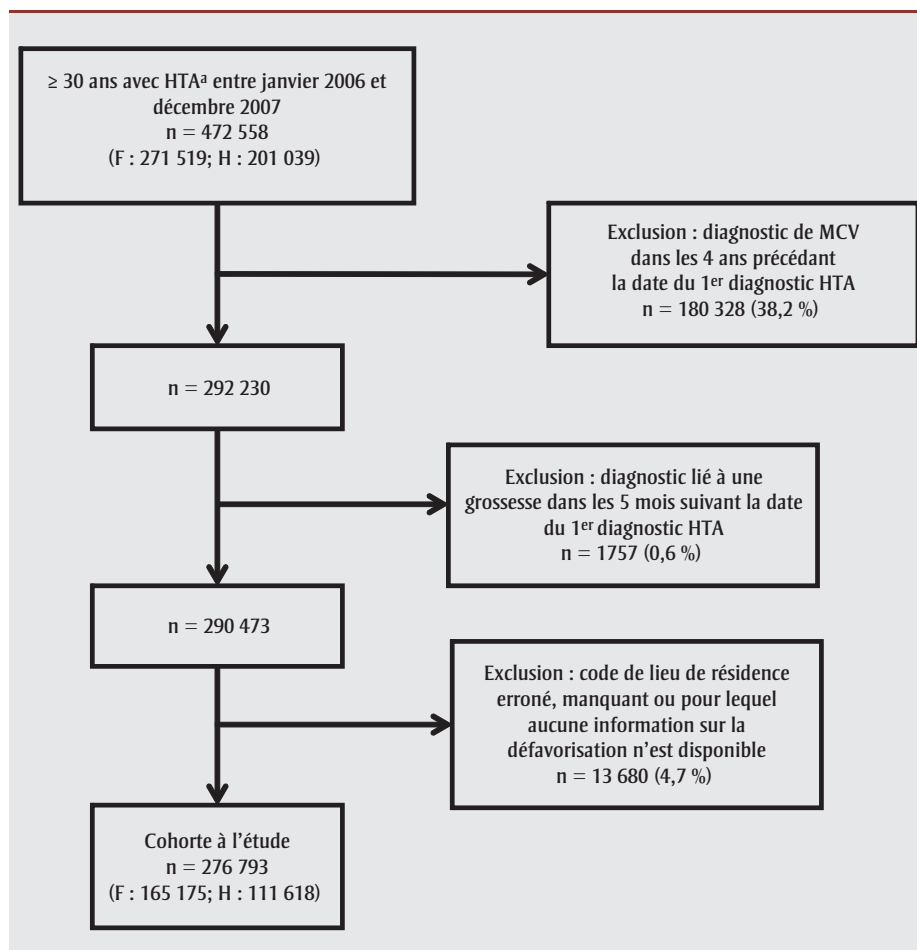 ≥ 30 ans avec HTAᵃ entre janvier 2006 et
décembre 2007
n = 472 558
(F : 271 519; H : 201 039)
Exclusion : diagnostic de MCV
dans les 4 ans précédant
la date du 1er diagnostic HTA
n = 180 328 (38,2 %)
n = 292 230
Exclusion : diagnostic lié à une
grossesse dans les 5 mois suivant la date
du 1er diagnostic HTA
n = 1757 (0,6 %)
n = 290 473
Exclusion : code de lieu de résidence
erroné, manquant ou pour lequel
aucune information sur la
défavorisation n’est disponible
n = 13 680 (4,7 %)
Cohorte à l’étude
n = 276 793
(F : 165 175; H : 111 618)